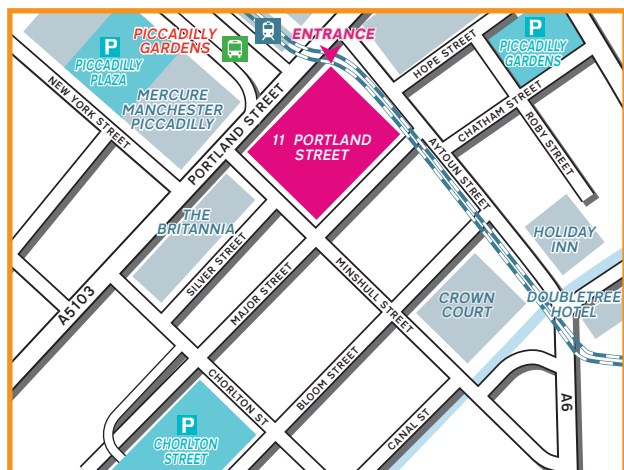 PICCADILLY
GARDENS
ENTRANCE
P
PICCADILLY
PLAZA
P
PICCADILLY
GARDENS
HOPE STREET
NEW YORK STREET
MERCURE
MANCHESTER
PICCADILLY
PORTLAND STREET
CHATHAM STREET
ROBY STREET
11 PORTLAND
STREET
AYTOUN STREET
THE
BRITANNIA
SILVER STREET
HOLIDAY
INN
MAJOR STREET
MINSHULL STREET
A5103
CROWN
COURT
DOUBLETREE
HOTEL
CHORLTON ST
BLOOM STREET
A6
CANAL ST
P
CHORLTON
STREET